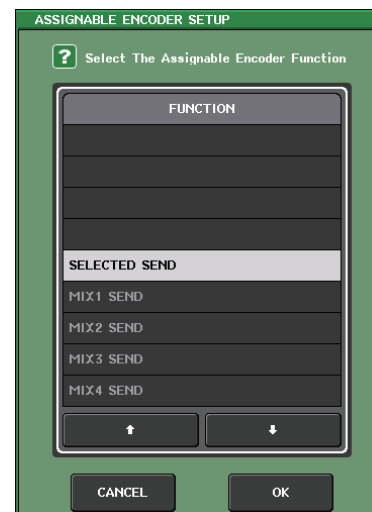 ASSIGNABLE ENCODER SETUP
? Select The Assignable Encoder Function
FUNCTION
SELECTED SEND
MIX1 SEND
MIX2 SEND
MIX3 SEND
MIX4 SEND
CANCEL OK